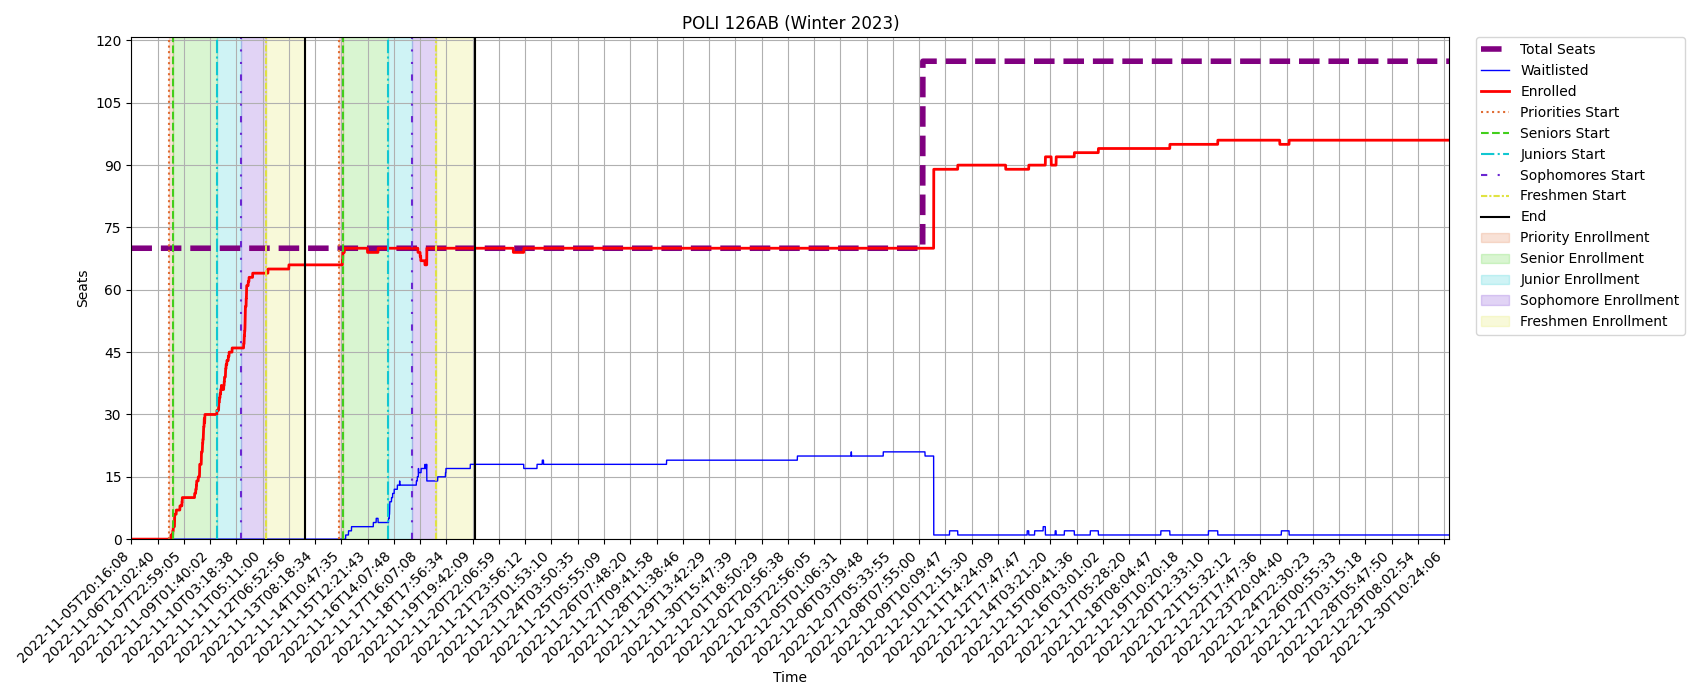 POLI 126AB (Winter 2023)
120
105
90
75
60
45
30
15
0
Seats
2022-11-05T20:16:08
2022-11-06T21:02:40
2022-11-07T22:59:05
2022-11-09T01:40:02
2022-11-10T03:18:38
2022-11-11T05:11:00
2022-11-12T06:52:56
2022-11-13T08:18:34
2022-11-14T10:47:35
2022-11-15T12:21:43
2022-11-16T14:07:48
2022-11-17T16:07:08
2022-11-18T17:56:34
2022-11-19T19:42:09
2022-11-20T22:06:59
2022-11-21T23:56:12
2022-11-23T01:53:10
2022-11-24T03:50:35
2022-11-25T05:55:09
2022-11-26T07:48:20
2022-11-27T09:41:58
2022-11-28T11:38:46
2022-11-29T13:42:29
2022-11-30T15:47:39
2022-12-01T18:50:29
2022-12-02T20:56:38
2022-12-03T22:56:05
2022-12-05T01:06:31
2022-12-06T03:09:48
2022-12-07T05:33:55
2022-12-08T07:55:00
2022-12-09T10:09:47
2022-12-10T12:15:30
2022-12-11T14:24:09
2022-12-12T17:47:47
2022-12-14T03:21:20
2022-12-15T00:41:36
2022-12-16T03:01:02
2022-12-17T05:28:20
2022-12-18T08:04:47
2022-12-19T10:20:18
2022-12-20T12:33:10
2022-12-21T15:32:12
2022-12-22T17:47:36
2022-12-23T20:04:40
2022-12-24T22:30:23
2022-12-26T00:55:33
2022-12-27T03:15:18
2022-12-28T05:47:50
2022-12-29T08:02:54
2022-12-30T10:24:06
Time
Total Seats
Waitlisted
Enrolled
Priorities Start
Seniors Start
Juniors Start
Sophomores Start
Freshmen Start
End
Priority Enrollment
Senior Enrollment
Junior Enrollment
Sophomore Enrollment
Freshmen Enrollment